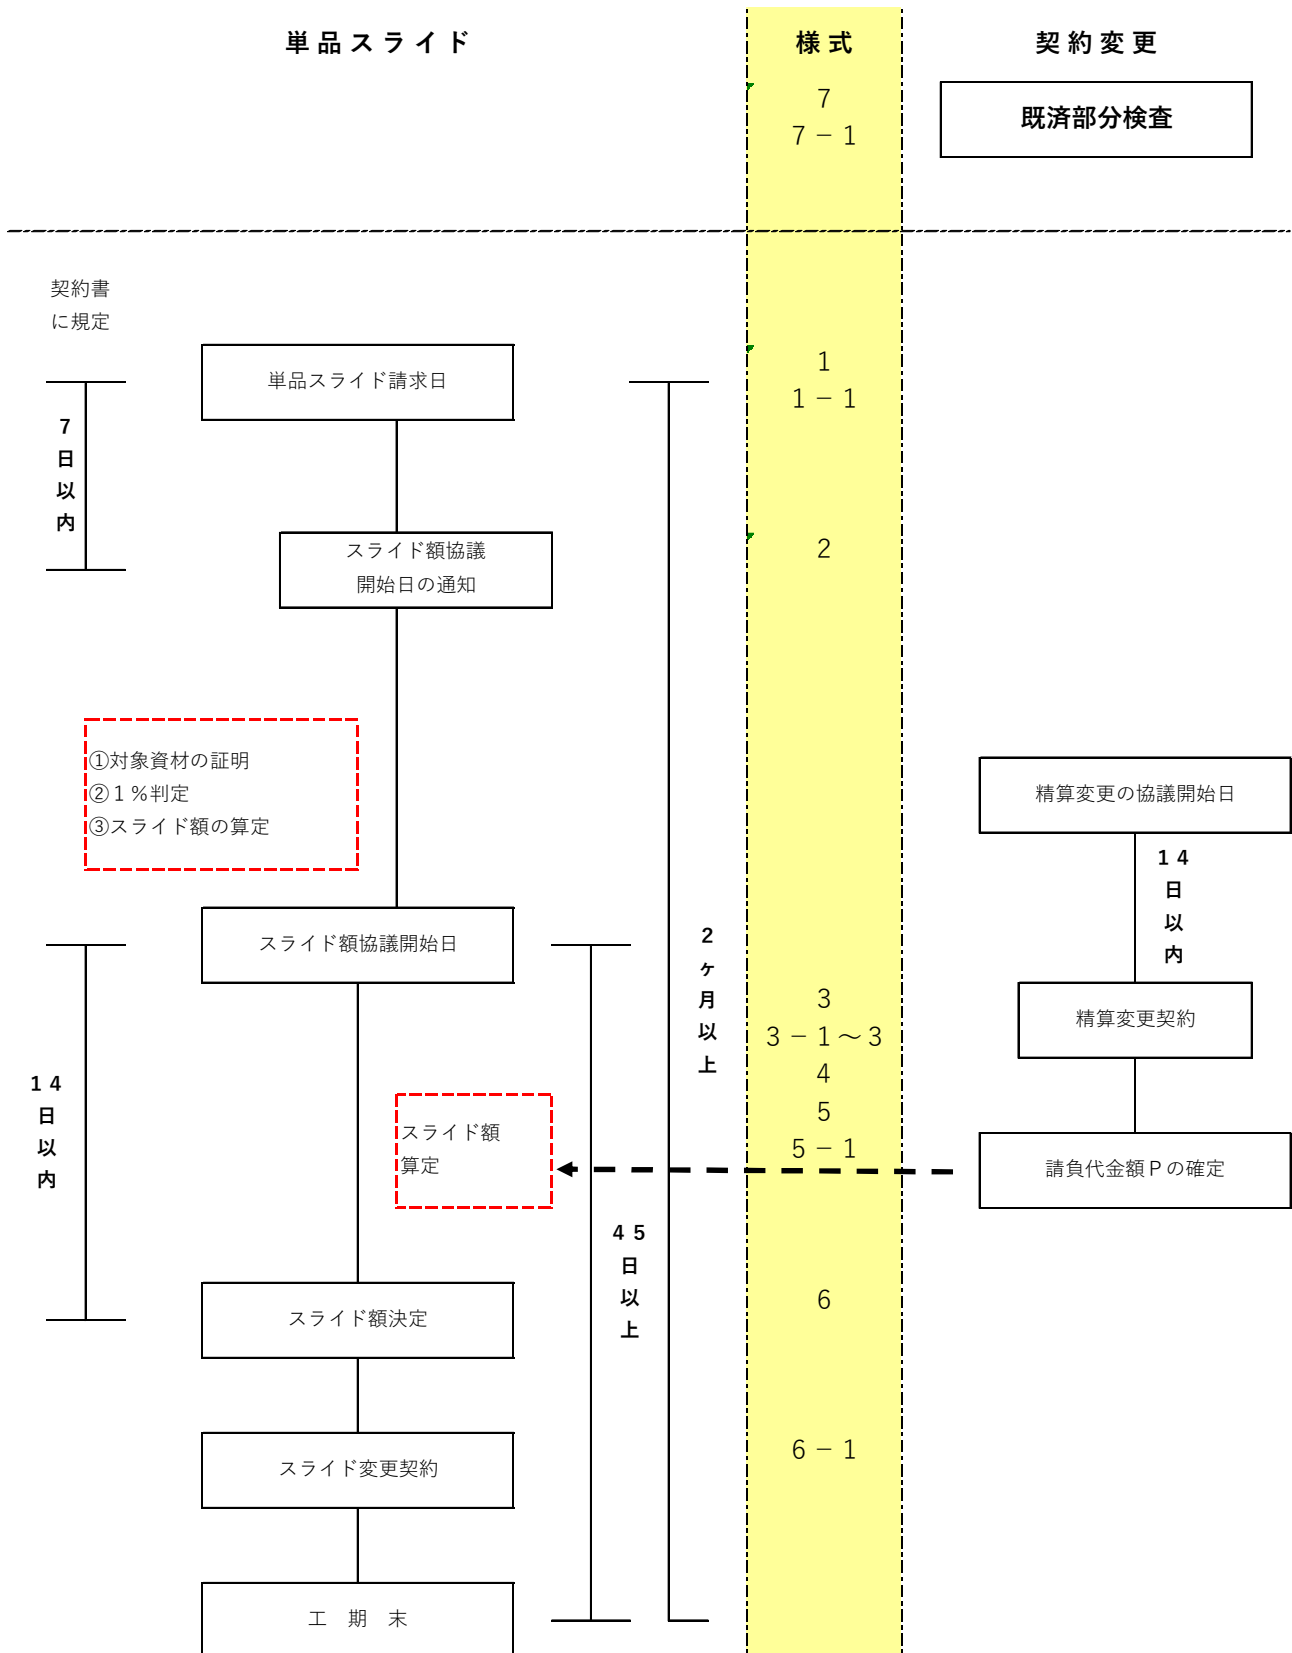 単品スライド
様式
契約変更
7
7－1
既済部分検査
契約書
に規定
単品スライド請求日
1
1－1
7日以内
スライド額協議
開始日の通知
2
①対象資材の証明
②１％判定
③スライド額の算定
精算変更の協議開始日
14日以内
スライド額協議開始日
2ヶ月以上
3
3－1～3
4
5
5－1
精算変更契約
14日以内
スライド額
算定
請負代金額Ｐの確定
45日以上
スライド額決定
6
スライド変更契約
6－1
工　期　末